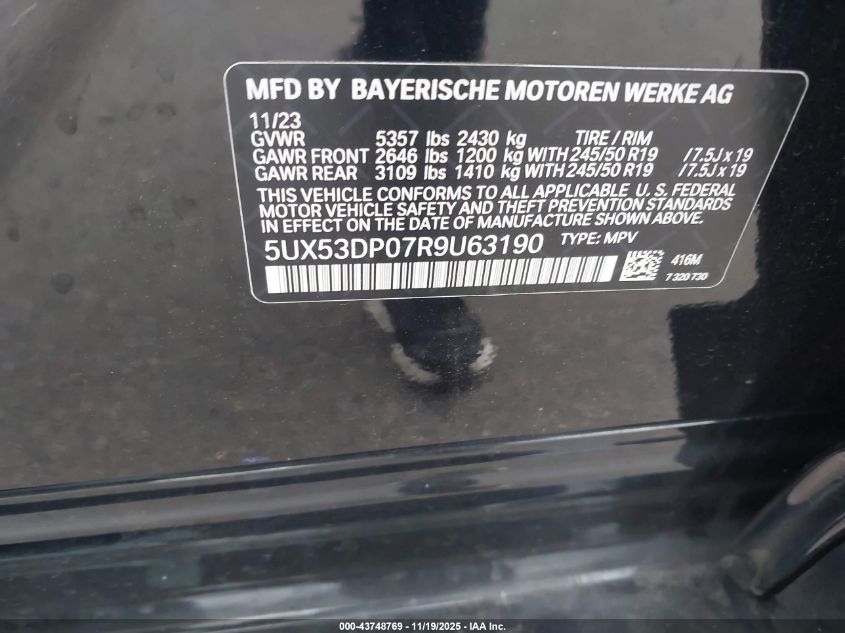 MFD BY BAYERISCHE MOTOREN WERKE AG
11/23
GVWR 5357 lbs 2430 kg TIRE / RIM
GAWR FRONT 2646 lbs 1200 kg WITH 245/50 R19 / 7.5J x 19
GAWR REAR 3109 lbs 1410 kg WITH 245/50 R19 / 7.5J x 19
THIS VEHICLE CONFORMS TO ALL APPLICABLE U. S. FEDERAL
MOTOR VEHICLE SAFETY AND THEFT PREVENTION STANDARDS
IN EFFECT ON THE DATE OF MANUFACTURE SHOWN ABOVE.
5UX53DP07R9U63190 TYPE: MPV
416M
7 320 730
000-43748769 - 11/19/2025 - IAA Inc.